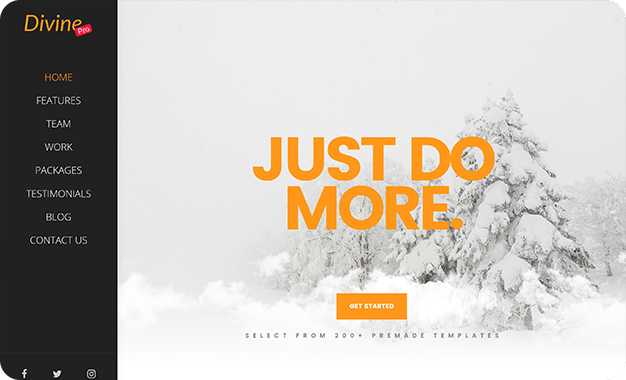 Divine
Pro
HOME
FEATURES
TEAM
WORK
PACKAGES
TESTIMONIALS
BLOG
CONTACT US
JUST DO
MORE.
GET STARTED
SELECT FROM 200+ PREMADE TEMPLATES